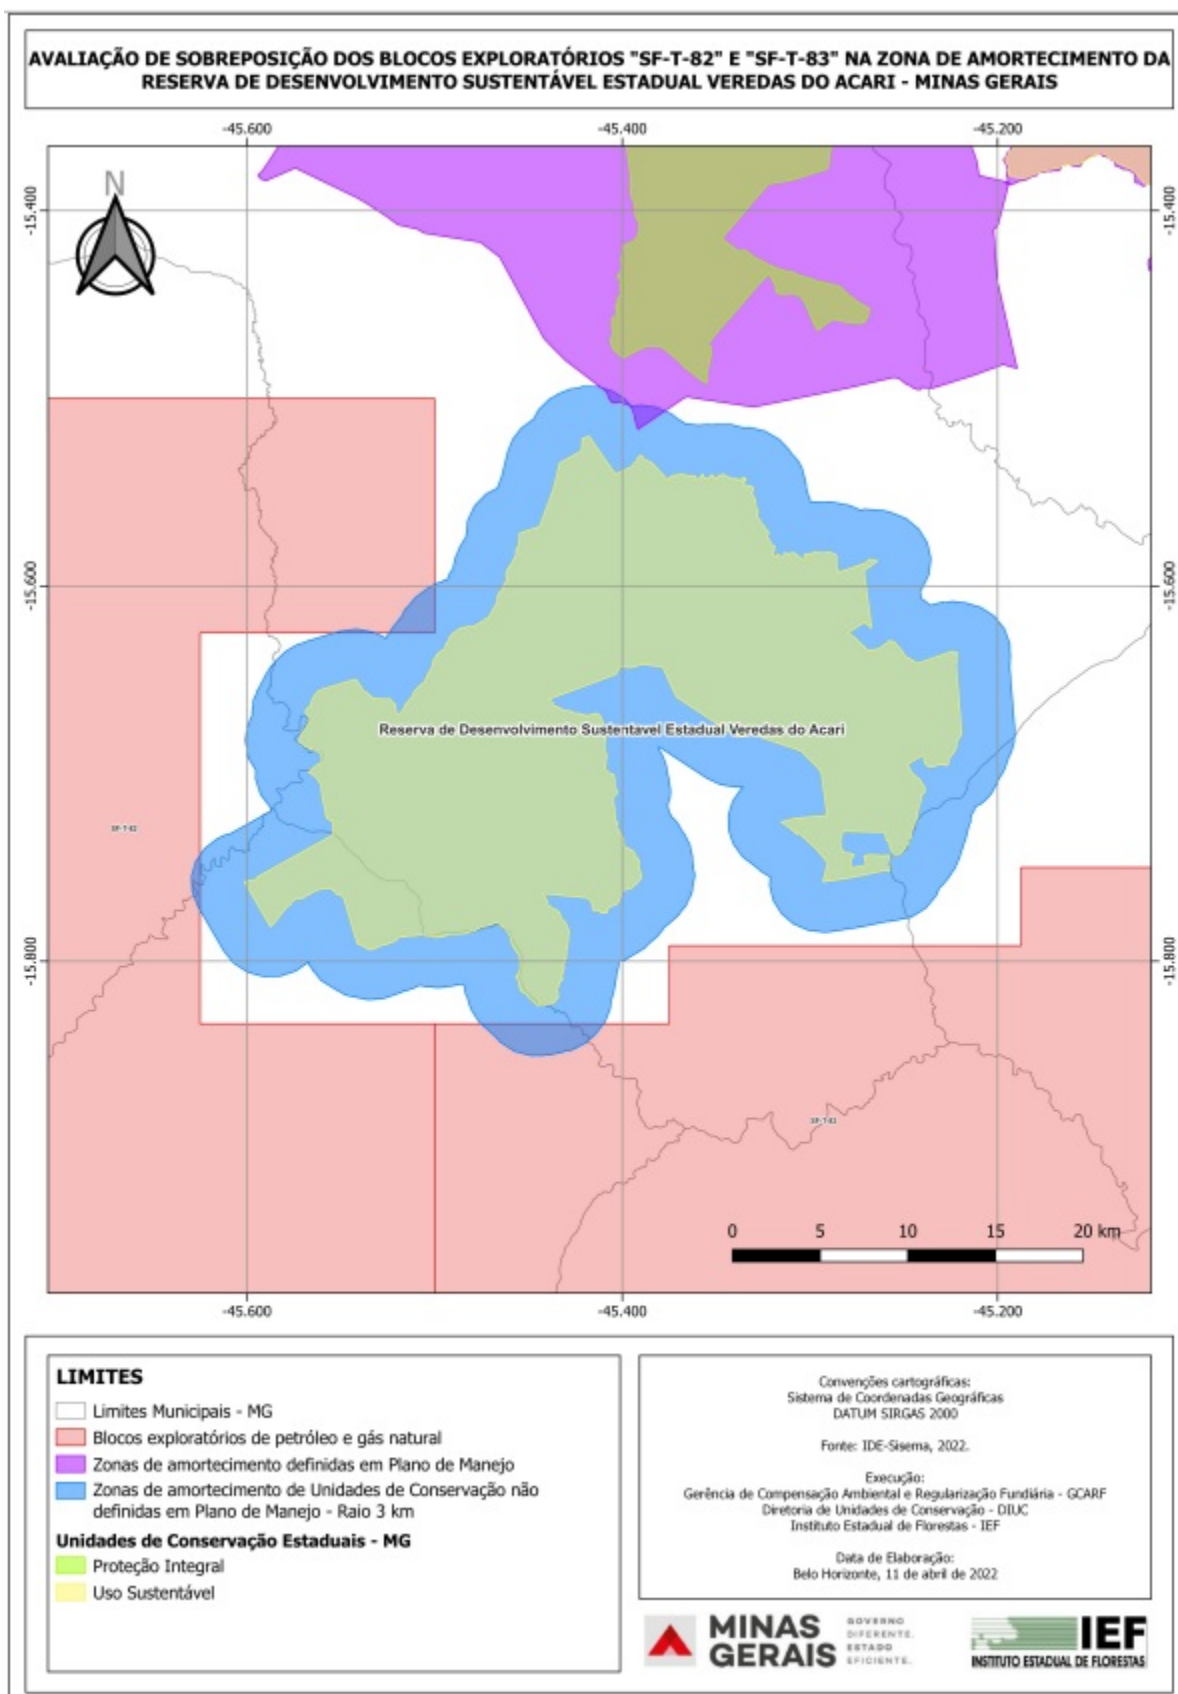 AVALIAÇÃO DE SOBREPOSIÇÃO DOS BLOCOS EXPLORATÓRIOS "SF-T-82" E "SF-T-83" NA ZONA DE AMORTECIMENTO DA
RESERVA DE DESENVOLVIMENTO SUSTENTÁVEL ESTADUAL VEREDAS DO ACARI - MINAS GERAIS
-45.600 -45.400 -45.200
N
-15.400 -15.400
-15.600 -15.600
Reserva de Desenvolvimento Sustentavel Estadual Veredas do Acari
SF-T-82
-15.800 -15.800
SF-T-83
0 5 10 15 20 km
-45.600 -45.400 -45.200
LIMITES
Limites Municipais - MG
Blocos exploratórios de petróleo e gás natural
Zonas de amortecimento definidas em Plano de Manejo
Zonas de amortecimento de Unidades de Conservação não
definidas em Plano de Manejo - Raio 3 km
Unidades de Conservação Estaduais - MG
Proteção Integral
Uso Sustentável
Convenções cartográficas:
Sistema de Coordenadas Geográficas
DATUM SIRGAS 2000
Fonte: IDE-Sisema, 2022.
Execução:
Gerência de Compensação Ambiental e Regularização Fundiária - GCARF
Diretoria de Unidades de Conservação - DIUC
Instituto Estadual de Florestas - IEF
Data de Elaboração:
Belo Horizonte, 11 de abril de 2022
MINAS
GERAIS
GOVERNO
DIFERENTE.
ESTADO
EFICIENTE.
IEF
INSTITUTO ESTADUAL DE FLORESTAS